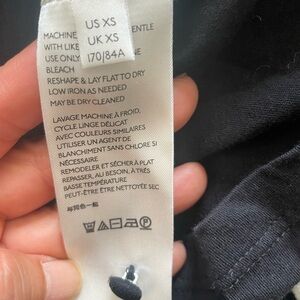 US XS
UK XS
170/84A
MACHINE ENTLE
WITH LIKE
USE ONLY
BLEACH
RESHAPE & LAY FLAT TO DRY
LOW IRON AS NEEDED
MAY BE DRY CLEANED
LAVAGE MACHINE À FROID,
CYCLE LINGE DÉLICAT
AVEC COULEURS SIMILAIRES
UTILISER UN AGENT DE
BLANCHIMENT SANS CHLORE SI
NÉCESSAIRE
REMODELER ET SÉCHER À PLAT
REPASSER, AU BESOIN, À
BASSE TEMPÉRATURE
PEUT-ÊTRE ÊTRE NETTOYÉE SEC